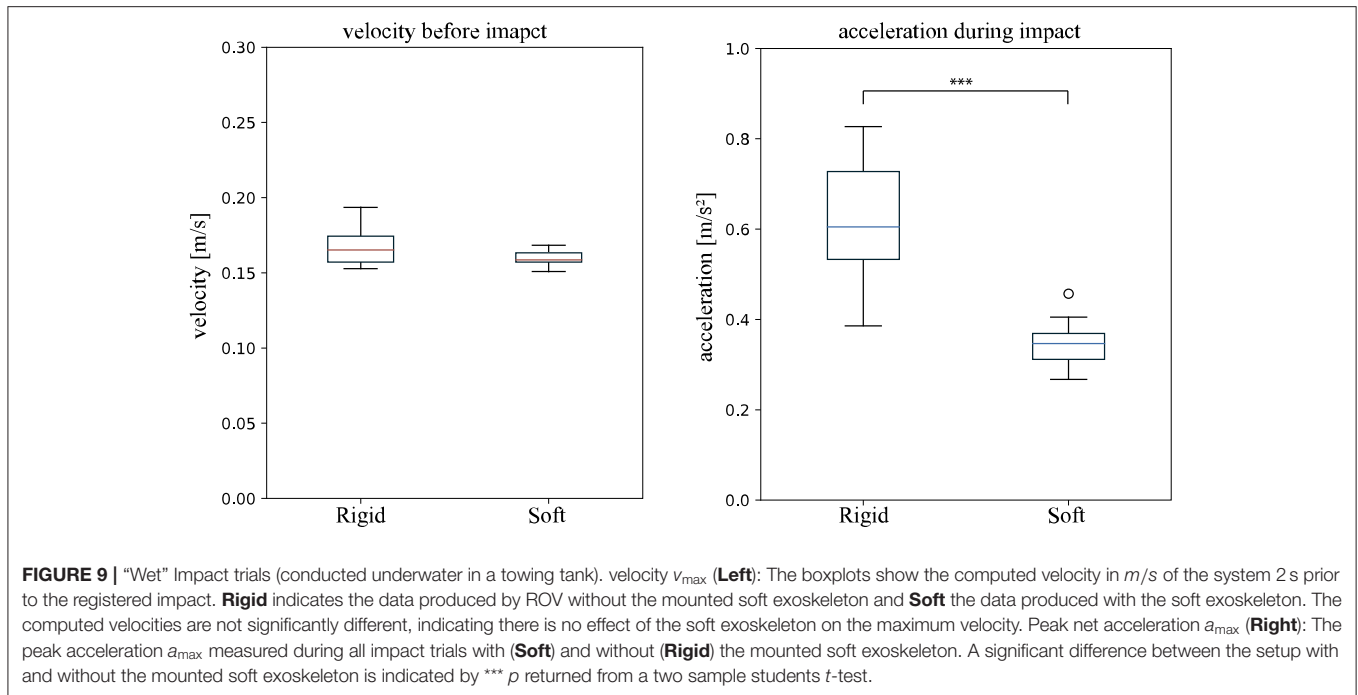 velocity before imapct
0.30
0.25
0.20
0.15
0.10
0.05
0.00
velocity [m/s]
Rigid Soft
acceleration during impact
1.0
0.8
0.6
0.4
0.2
0.0
acceleration [m/s²]
***
Rigid Soft
FIGURE 9 | “Wet” Impact trials (conducted underwater in a towing tank). velocity vmax (Left): The boxplots show the computed velocity in m/s of the system 2 s prior
to the registered impact. Rigid indicates the data produced by ROV without the mounted soft exoskeleton and Soft the data produced with the soft exoskeleton. The
computed velocities are not significantly different, indicating there is no effect of the soft exoskeleton on the maximum velocity. Peak net acceleration amax (Right): The
peak acceleration amax measured during all impact trials with (Soft) and without (Rigid) the mounted soft exoskeleton. A significant difference between the setup with
and without the mounted soft exoskeleton is indicated by *** p returned from a two sample students t-test.